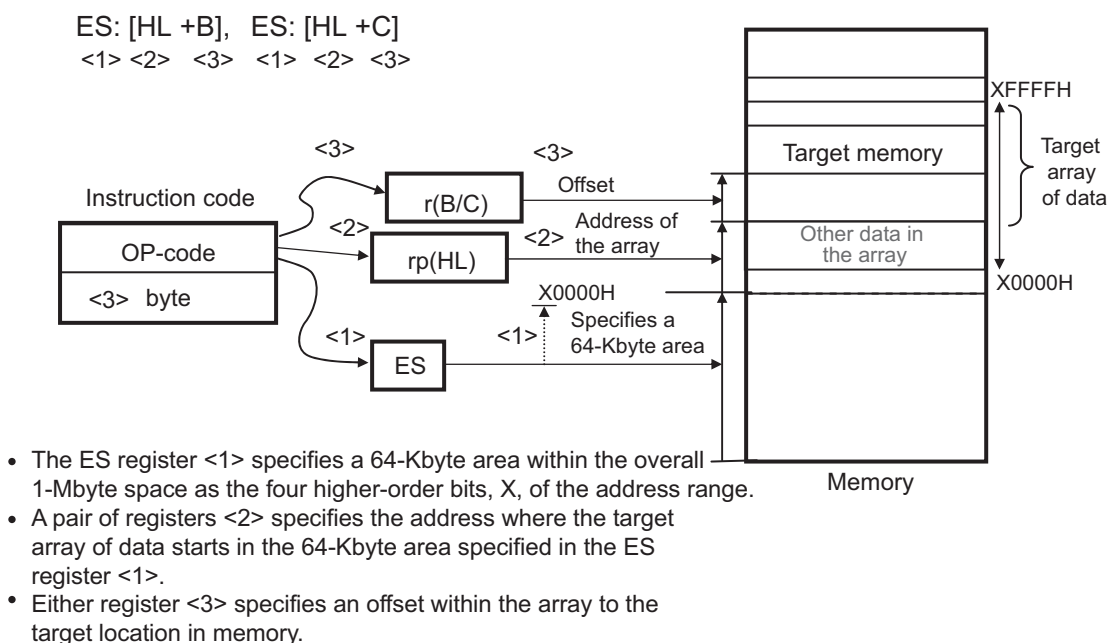 ES: [HL +B], ES: [HL +C]
<1> <2> <3> <1> <2> <3>
XFFFFH
Target
array
of data
Target memory
<3>
<3>
Instruction code
r(B/C)
Offset
OP-code
<2>
rp(HL)
<2>
Address of
the array
Other data in
the array
<3> byte
X0000H
X0000H
<1>
ES
<1>
Specifies a
64-Kbyte area
Memory
• The ES register <1> specifies a 64-Kbyte area within the overall
1-Mbyte space as the four higher-order bits, X, of the address range.
• A pair of registers <2> specifies the address where the target
array of data starts in the 64-Kbyte area specified in the ES
register <1>.
• Either register <3> specifies an offset within the array to the
target location in memory.